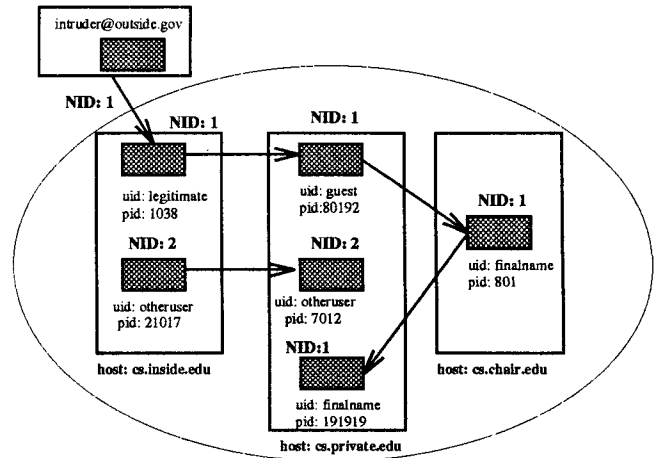 intruder@outside.gov
NID: 1
NID: 1
uid: legitimate
pid: 1038
NID: 2
uid: otheruser
pid: 21017
host: cs.inside.edu
NID: 1
uid: guest
pid:80192
NID: 2
uid: otheruser
pid: 7012
NID:1
uid: finalname
pid: 191919
host: cs.private.edu
NID: 1
uid: finalname
pid: 801
host: cs.chair.edu